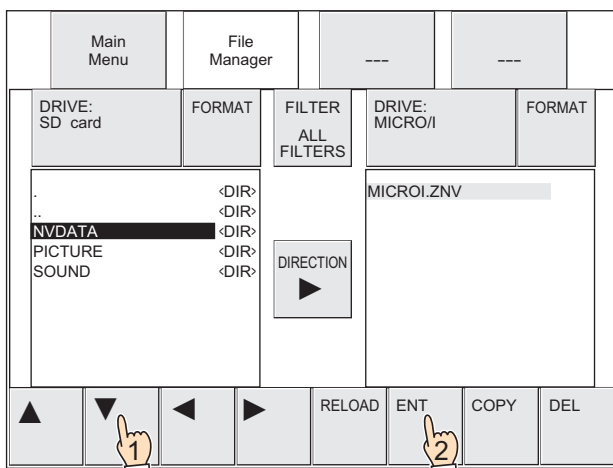 Main
Menu
File
Manager
---
---
DRIVE:
SD card
FORMAT
FILTER
ALL
FILTERS
DRIVE:
MICRO/I
FORMAT
. <DIR>
.. <DIR>
NVDATA <DIR>
PICTURE <DIR>
SOUND <DIR>
DIRECTION
▶
MICROI.ZNV
▲ ▼ ◀ ▶ RELOAD ENT COPY DEL
1 2